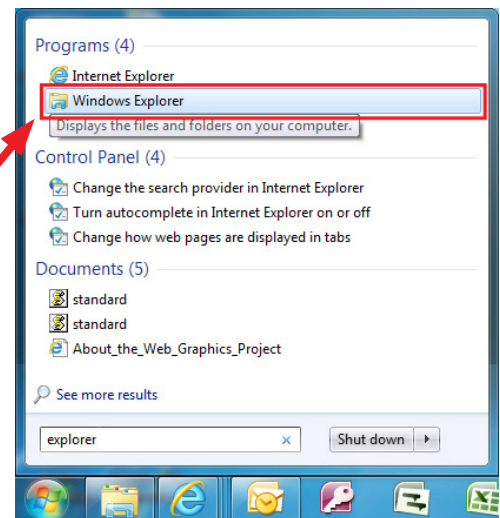 Programs (4)
Internet Explorer
Windows Explorer
Displays the files and folders on your computer.
Control Panel (4)
Change the search provider in Internet Explorer
Turn autocomplete in Internet Explorer on or off
Change how web pages are displayed in tabs
Documents (5)
standard
standard
About_the_Web_Graphics_Project
See more results
explorer × Shut down